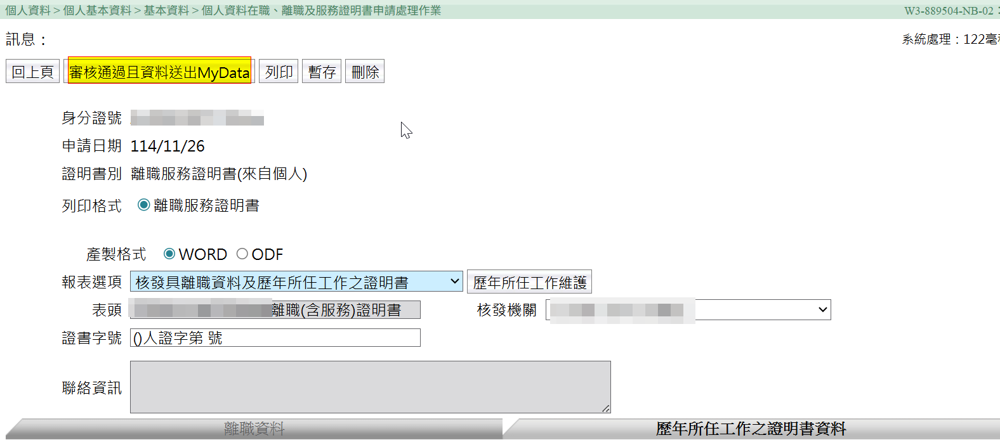 個人資料 > 個人基本資料 > 基本資料 > 個人資料在職、離職及服務證明書申請處理作業 W3-889504-NB-02
訊息： 系統處理：122毫
回上頁 審核通過且資料送出MyData 列印 暫存 刪除
身分證號
申請日期 114/11/26
證明書別 離職服務證明書(來自個人)
列印格式 離職服務證明書
產製格式 WORD ODF
報表選項 核發具離職資料及歷年所任工作之證明書 歷年所任工作維護
表頭 離職(含服務)證明書 核發機關
證書字號 ()人證字第 號
聯絡資訊
離職資料 歷年所任工作之證明書資料